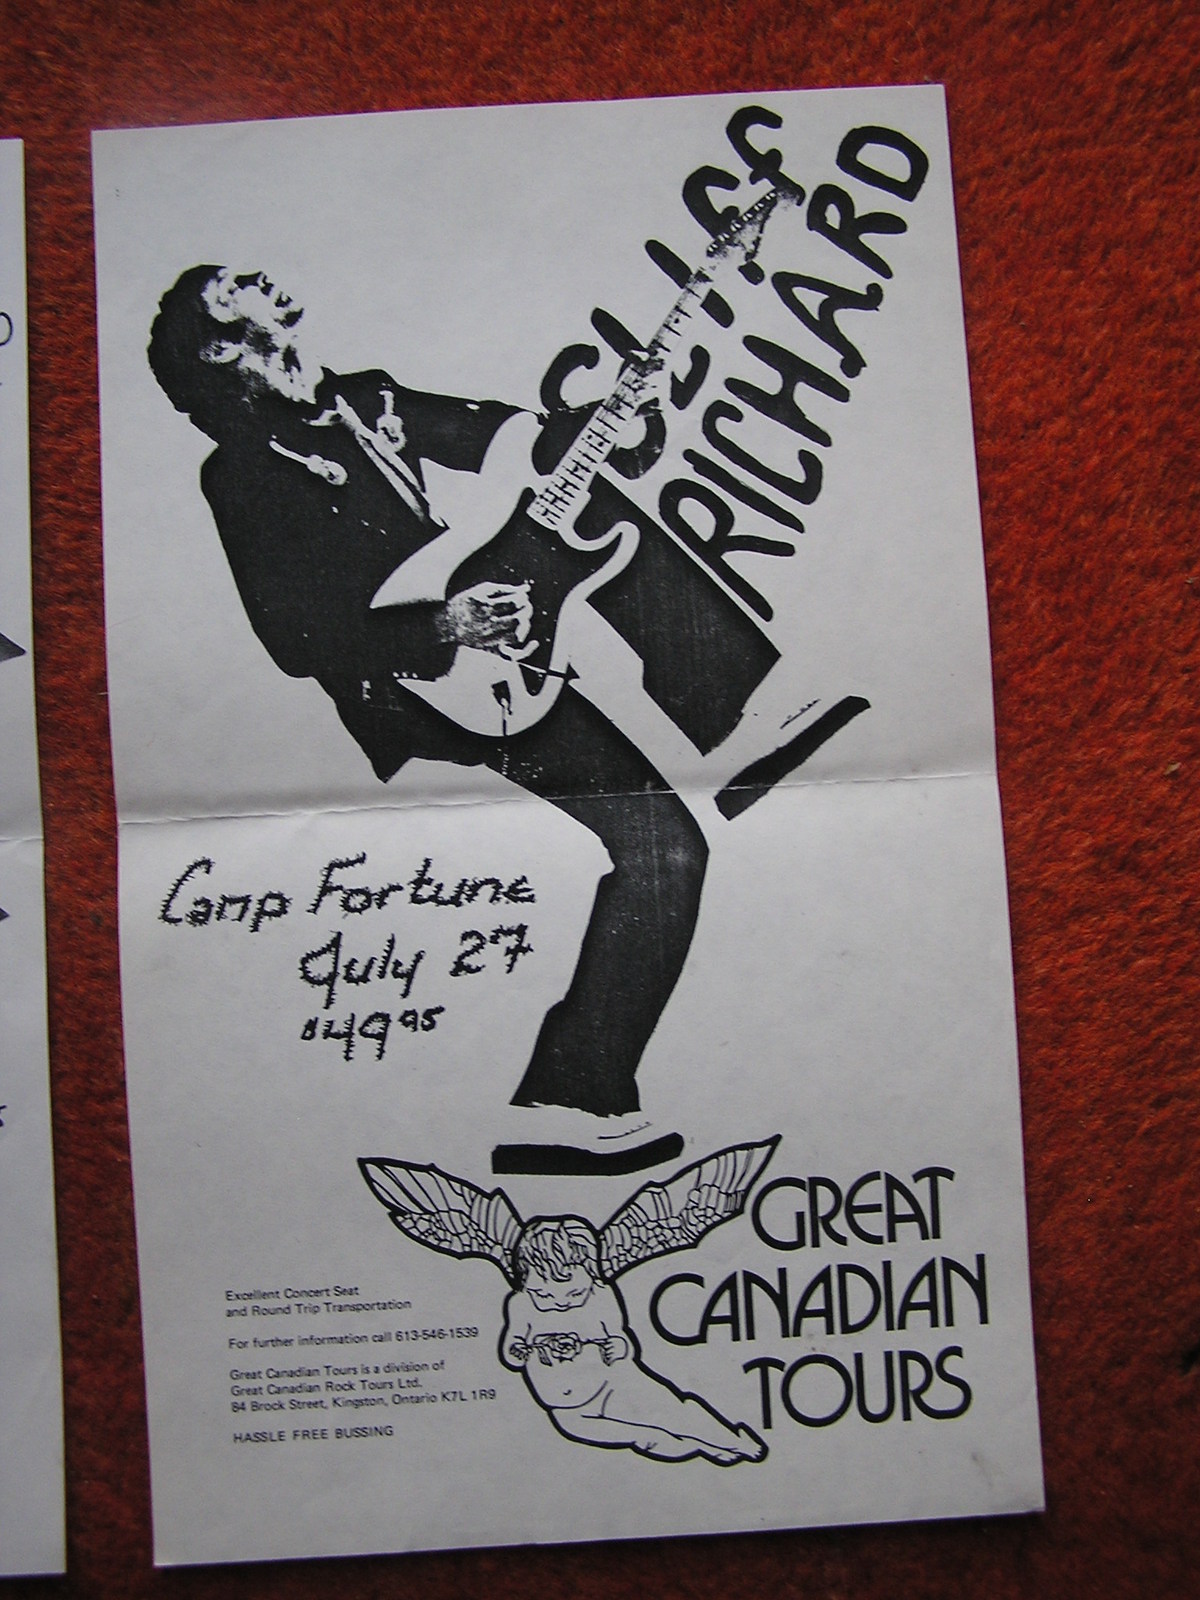 CLIFF
RICHARD
Camp Fortune
July 27
$49.95
GREAT
CANADIAN
TOURS
Excellent Concert Seat
and Round Trip Transportation
For further information call 613-546-1539
Great Canadian Tours is a division of
Great Canadian Rock Tours Ltd.
84 Brock Street, Kingston, Ontario K7L 1R9
HASSLE FREE BUSSING